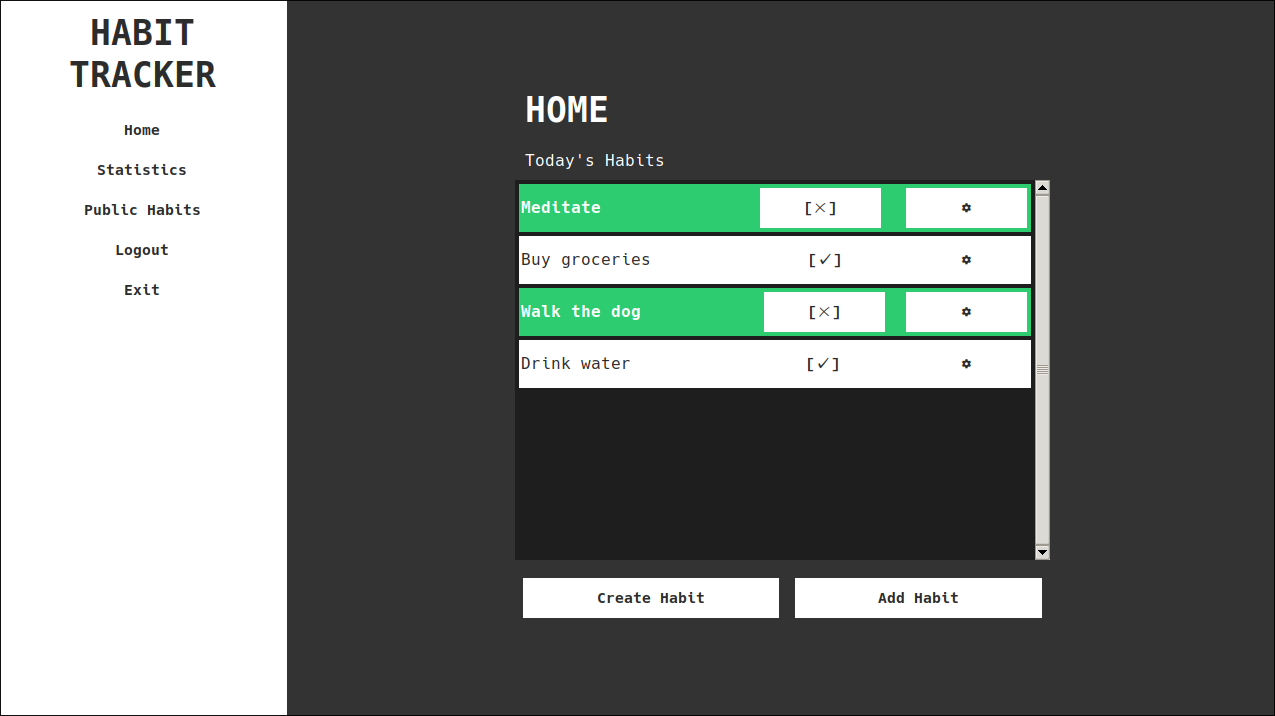 HABIT
TRACKER
Home
Statistics
Public Habits
Logout
Exit
HOME
Today's Habits
Meditate [×] ✡
Buy groceries [✓] ✡
Walk the dog [×] ✡
Drink water [✓] ✡
Create Habit Add Habit